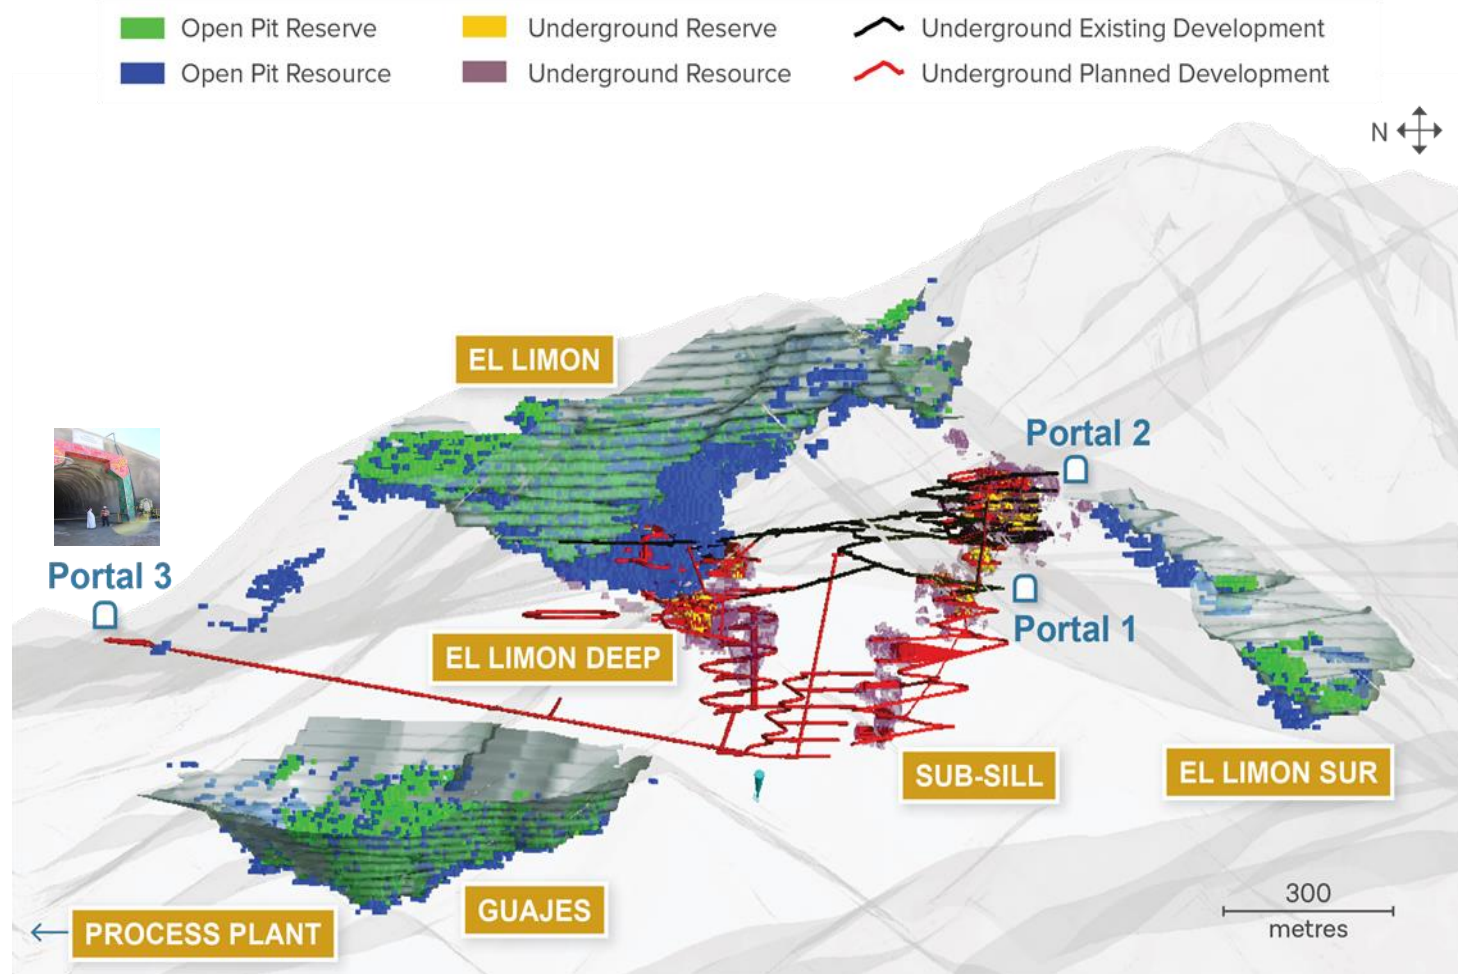 Open Pit Reserve
Underground Reserve
Underground Existing Development
Open Pit Resource
Underground Resource
Underground Planned Development
N
EL LIMON
Portal 2
Portal 3
Portal 1
EL LIMON DEEP
SUB-SILL
EL LIMON SUR
GUAJES
PROCESS PLANT
300
metres